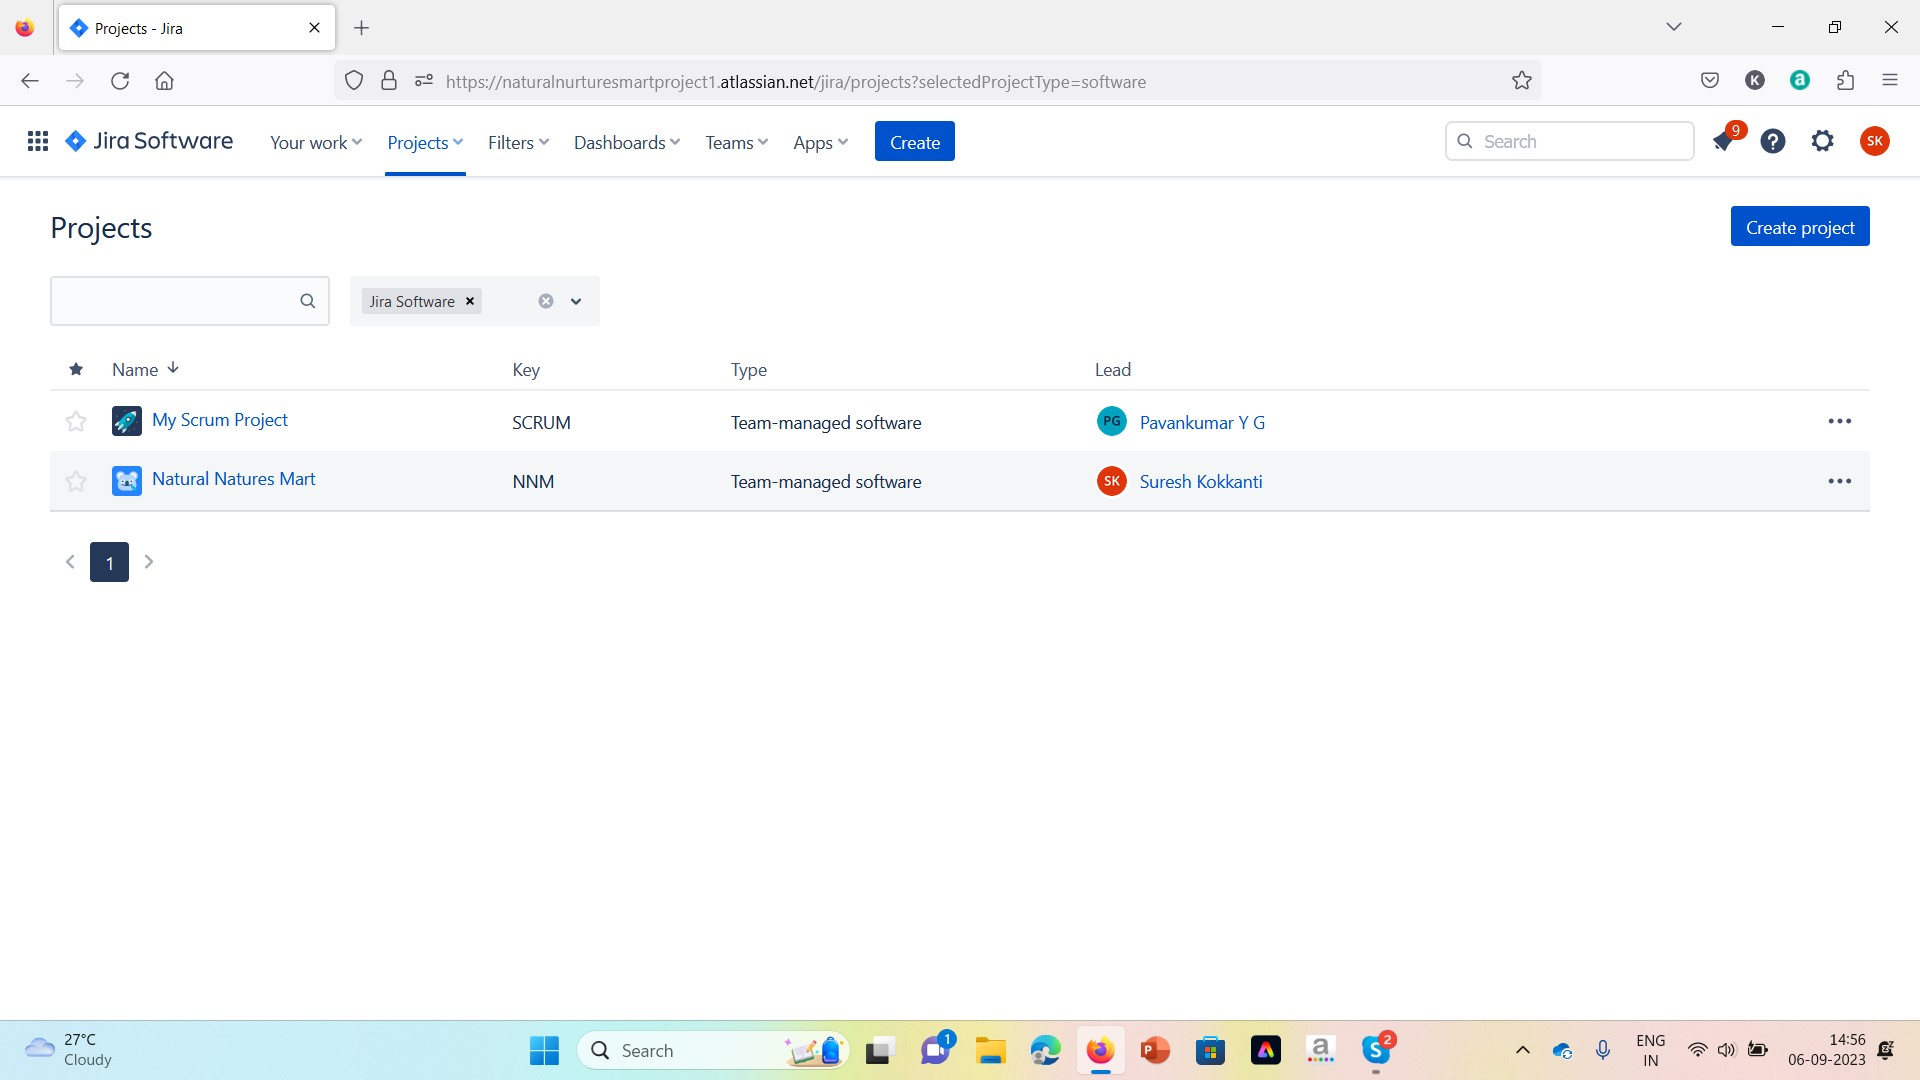 Projects - Jira
https://naturalnurturesmartproject1.atlassian.net/jira/projects?selectedProjectType=software
K
a
Jira Software
Your work
Projects
Filters
Dashboards
Teams
Apps
Create
Search
9
SK
Projects
Create project
Jira Software
Name
Key
Type
Lead
My Scrum Project
SCRUM
Team-managed software
PG
Pavankumar Y G
Natural Natures Mart
NNM
Team-managed software
SK
Suresh Kokkanti
1
27°C
Cloudy
Search
1
P
a
S
2
ENG
IN
14:56
06-09-2023